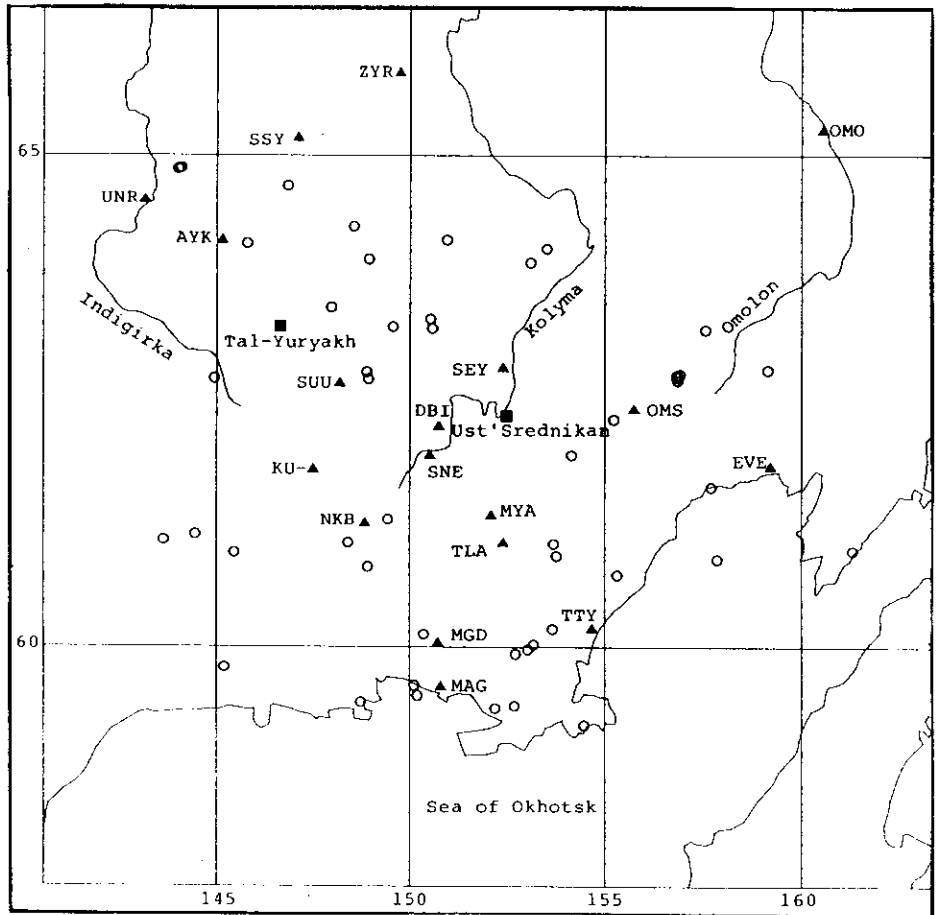 ZYR
OMO
SSY
65
UNR
AYK
Kolyma
Omolon
Indigirka
Tal-Yuryakh
SEY
SUU
DBI
OMS
Ust'Srednikan
SNE
EVE
KU-
MYA
NKB
TLA
TTY
60
MGD
MAG
Sea of Okhotsk
145 150 155 160